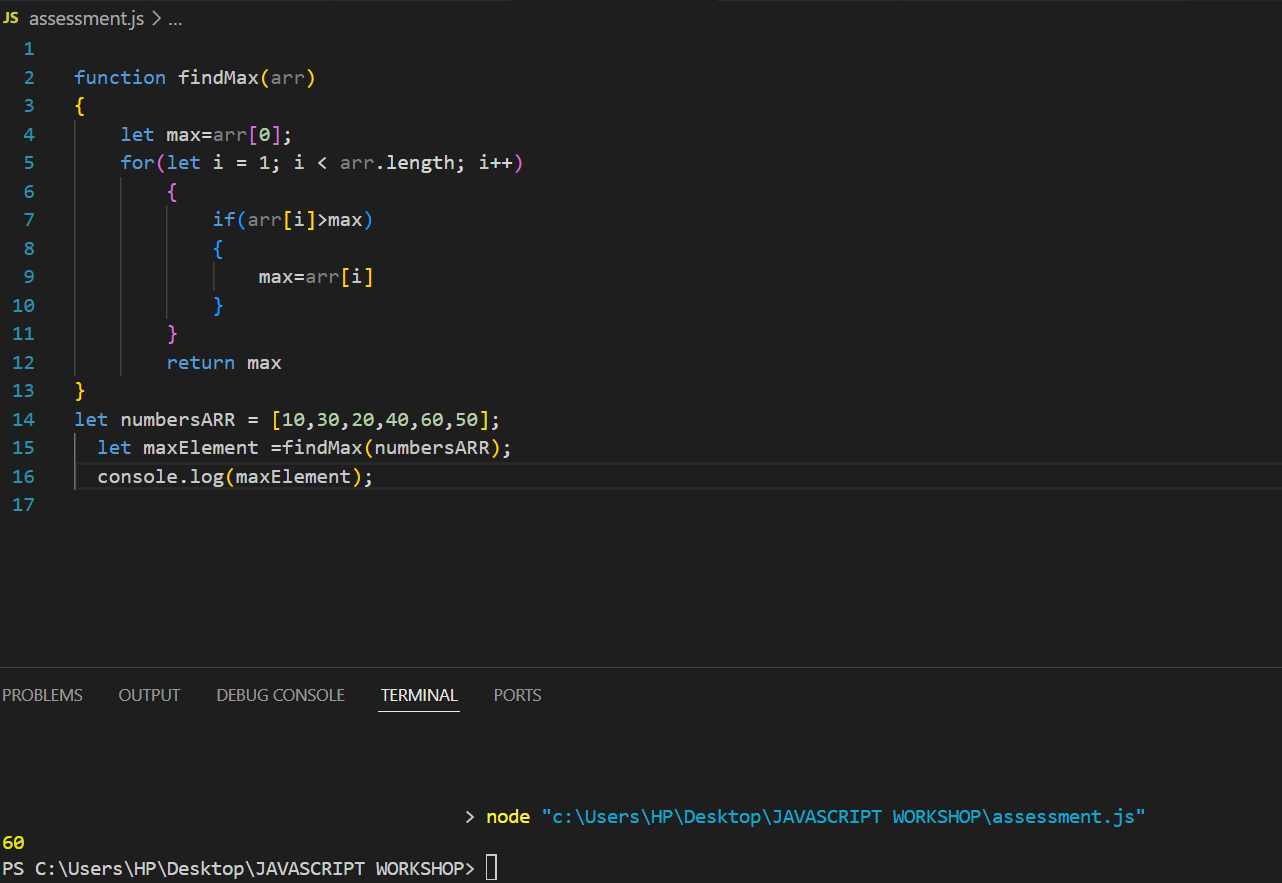 JS assessment.js > ...
1
2 function findMax(arr)
3 {
4     let max=arr[0];
5     for(let i = 1; i < arr.length; i++)
6         {
7             if(arr[i]>max)
8             {
9                 max=arr[i]
10             }
11         }
12         return max
13 }
14 let numbersARR = [10,30,20,40,60,50];
15   let maxElement =findMax(numbersARR);
16   console.log(maxElement);
17
PROBLEMS OUTPUT DEBUG CONSOLE TERMINAL PORTS
> node "c:\Users\HP\Desktop\JAVASCRIPT WORKSHOP\assessment.js"
60
PS C:\Users\HP\Desktop\JAVASCRIPT WORKSHOP>